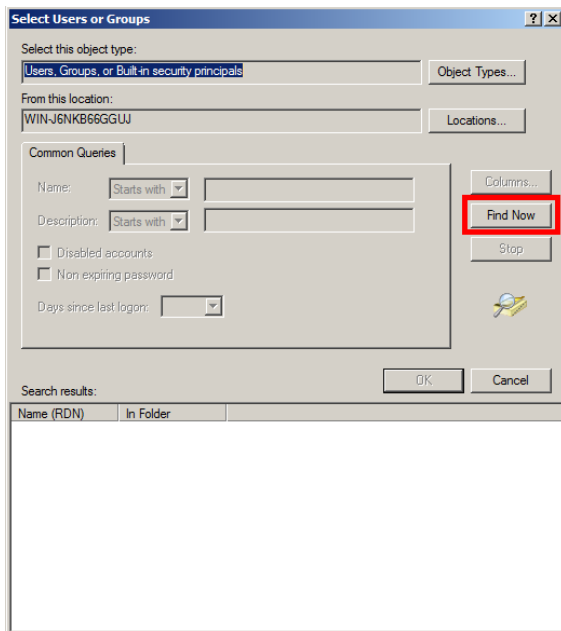 Select Users or Groups
Select this object type:
Users, Groups, or Built-in security principals
Object Types...
From this location:
WIN-J6NKB66GGUJ
Locations...
Common Queries
Name:
Starts with
Columns...
Description:
Starts with
Find Now
Disabled accounts
Stop
Non expiring password
Days since last logon:
OK
Cancel
Search results:
Name (RDN)
In Folder